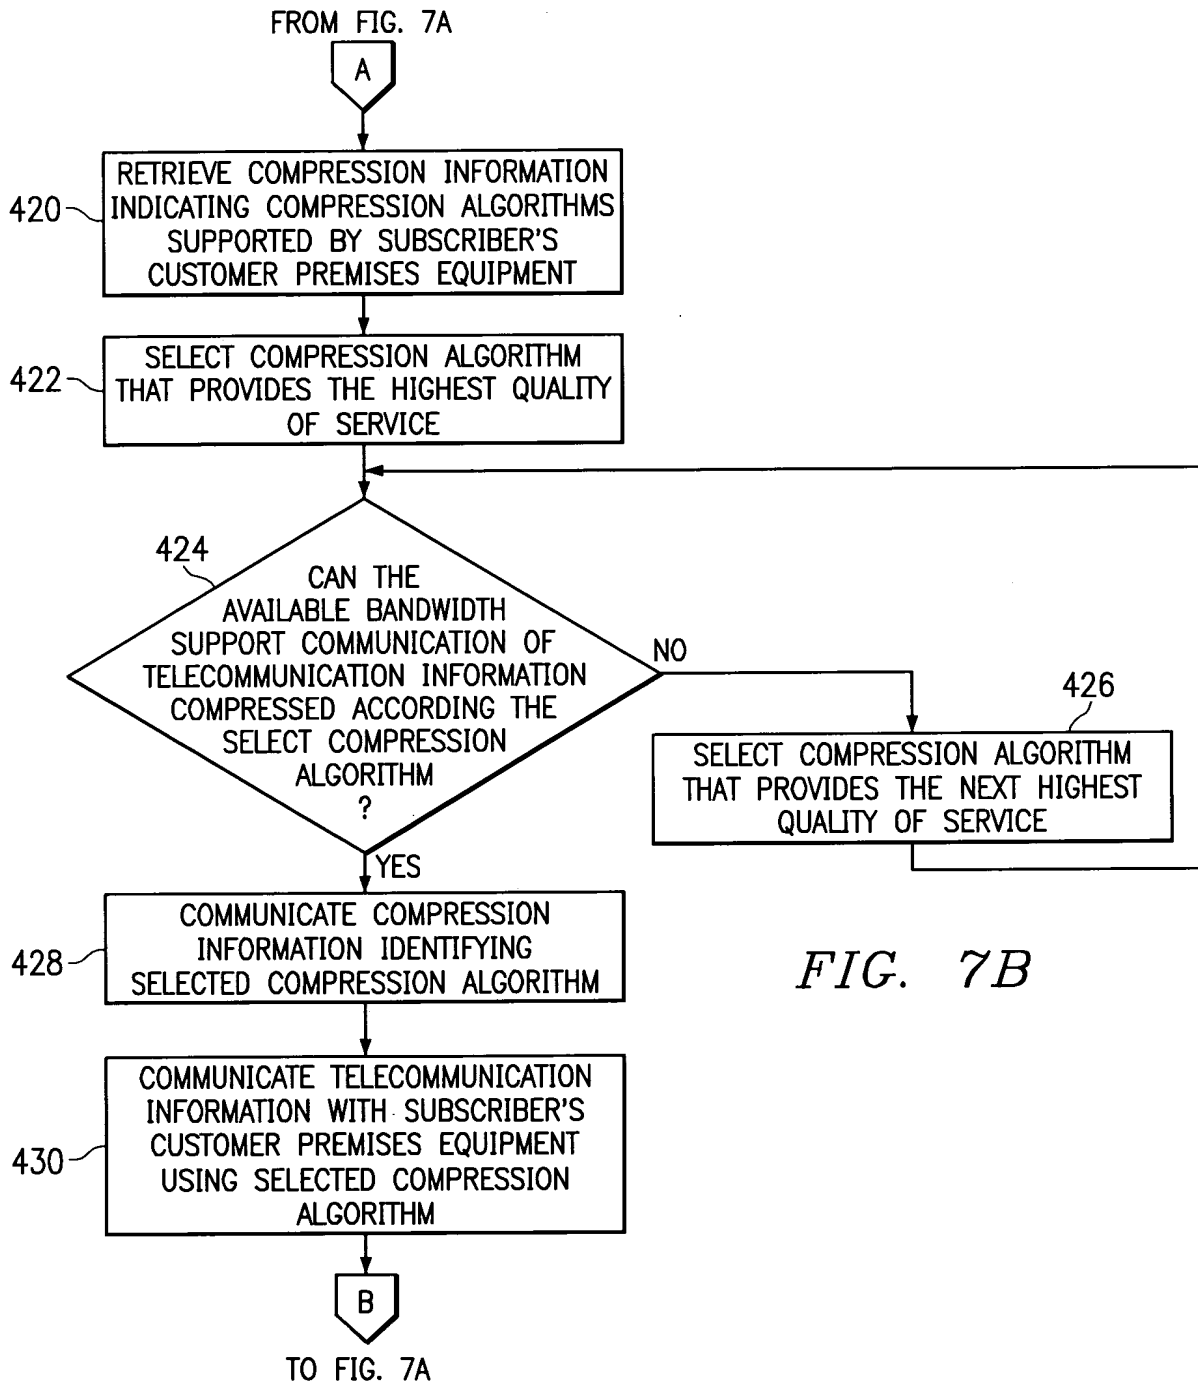 FROM FIG. 7A
A
420
RETRIEVE COMPRESSION INFORMATION
INDICATING COMPRESSION ALGORITHMS
SUPPORTED BY SUBSCRIBER'S
CUSTOMER PREMISES EQUIPMENT
422
SELECT COMPRESSION ALGORITHM
THAT PROVIDES THE HIGHEST QUALITY
OF SERVICE
424
CAN THE
AVAILABLE BANDWIDTH
SUPPORT COMMUNICATION OF
TELECOMMUNICATION INFORMATION
COMPRESSED ACCORDING THE
SELECT COMPRESSION
ALGORITHM
?
NO
426
SELECT COMPRESSION ALGORITHM
THAT PROVIDES THE NEXT HIGHEST
QUALITY OF SERVICE
YES
428
COMMUNICATE COMPRESSION
INFORMATION IDENTIFYING
SELECTED COMPRESSION ALGORITHM
FIG. 7B
430
COMMUNICATE TELECOMMUNICATION
INFORMATION WITH SUBSCRIBER'S
CUSTOMER PREMISES EQUIPMENT
USING SELECTED COMPRESSION
ALGORITHM
B
TO FIG. 7A